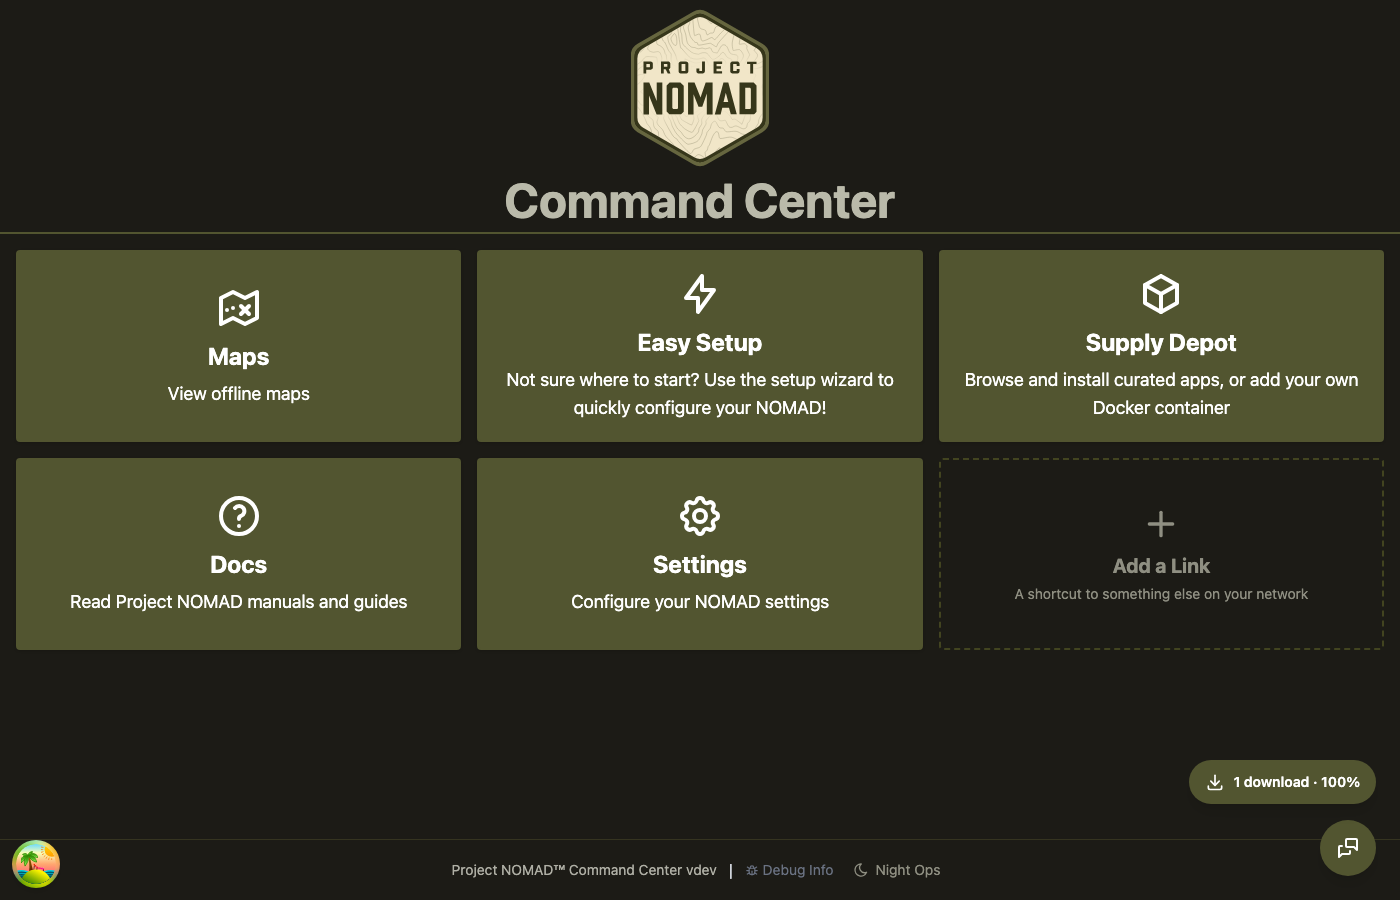 PROJECT
NOMAD
Command Center
Maps
View offline maps
Easy Setup
Not sure where to start? Use the setup wizard to
quickly configure your NOMAD!
Supply Depot
Browse and install curated apps, or add your own
Docker container
Docs
Read Project NOMAD manuals and guides
Settings
Configure your NOMAD settings
Add a Link
A shortcut to something else on your network
1 download · 100%
Project NOMAD™ Command Center vdev | Debug Info Night Ops